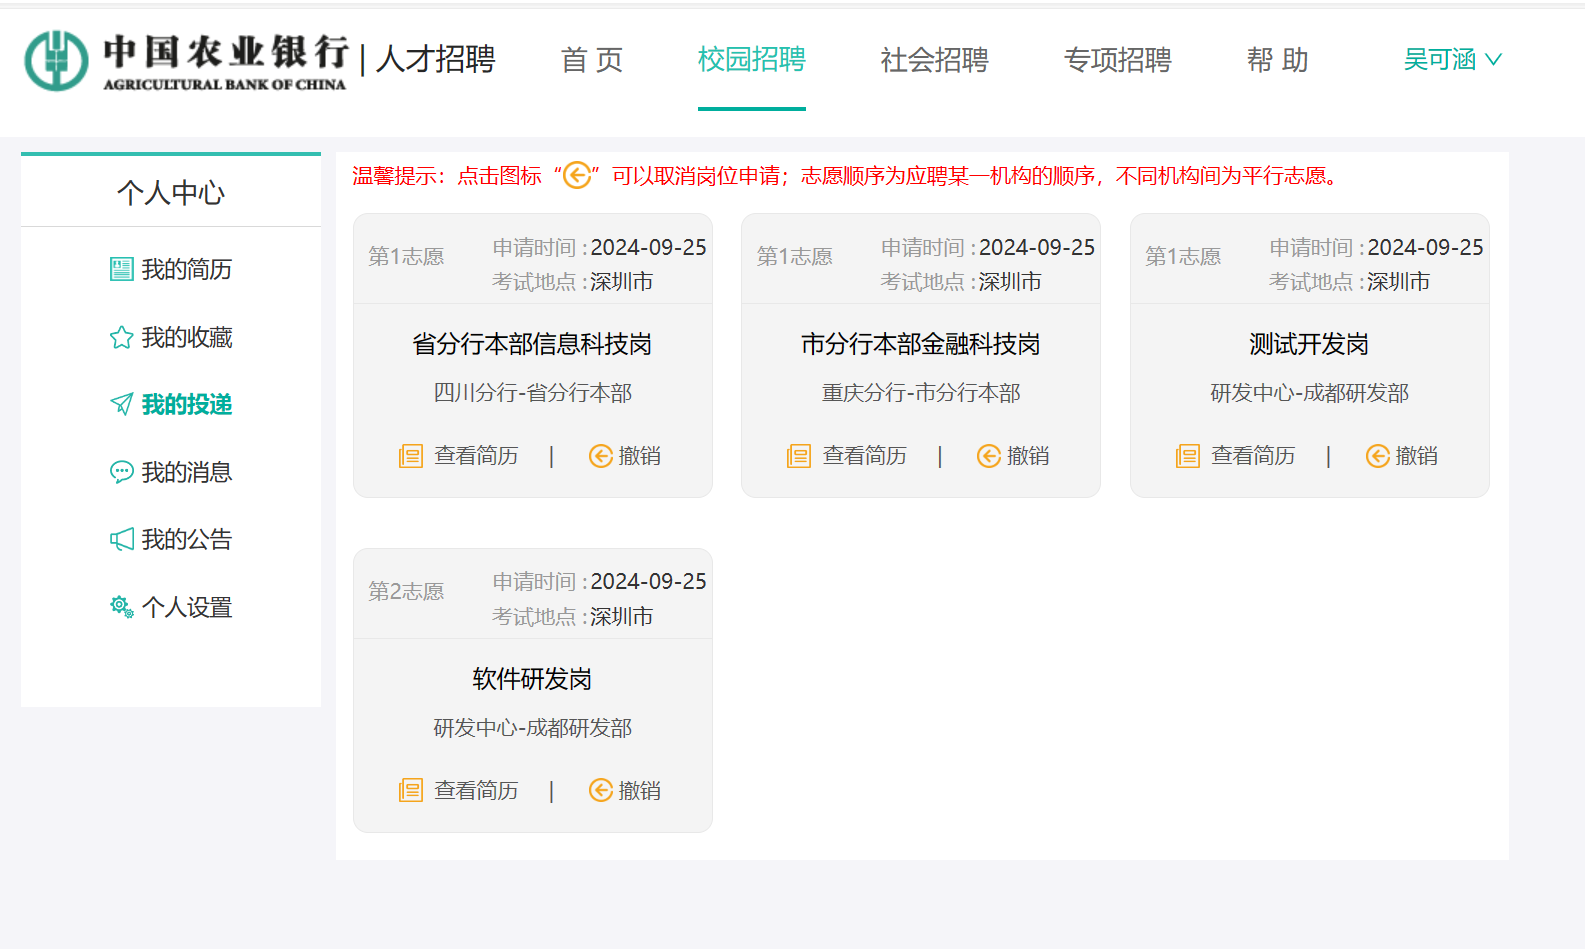 中国农业银行 | 人才招聘
AGRICULTURAL BANK OF CHINA
首 页
校园招聘
社会招聘
专项招聘
帮 助
吴可涵
个人中心
我的简历
我的收藏
我的投递
我的消息
我的公告
个人设置
温馨提示：点击图标“”可以取消岗位申请；志愿顺序为应聘某一机构的顺序，不同机构间为平行志愿。
第1志愿
申请时间 :2024-09-25
考试地点 :深圳市
省分行本部信息科技岗
四川分行-省分行本部
查看简历 | 撤销
第1志愿
申请时间 :2024-09-25
考试地点 :深圳市
市分行本部金融科技岗
重庆分行-市分行本部
查看简历 | 撤销
第1志愿
申请时间 :2024-09-25
考试地点 :深圳市
测试开发岗
研发中心-成都研发部
查看简历 | 撤销
第2志愿
申请时间 :2024-09-25
考试地点 :深圳市
软件研发岗
研发中心-成都研发部
查看简历 | 撤销